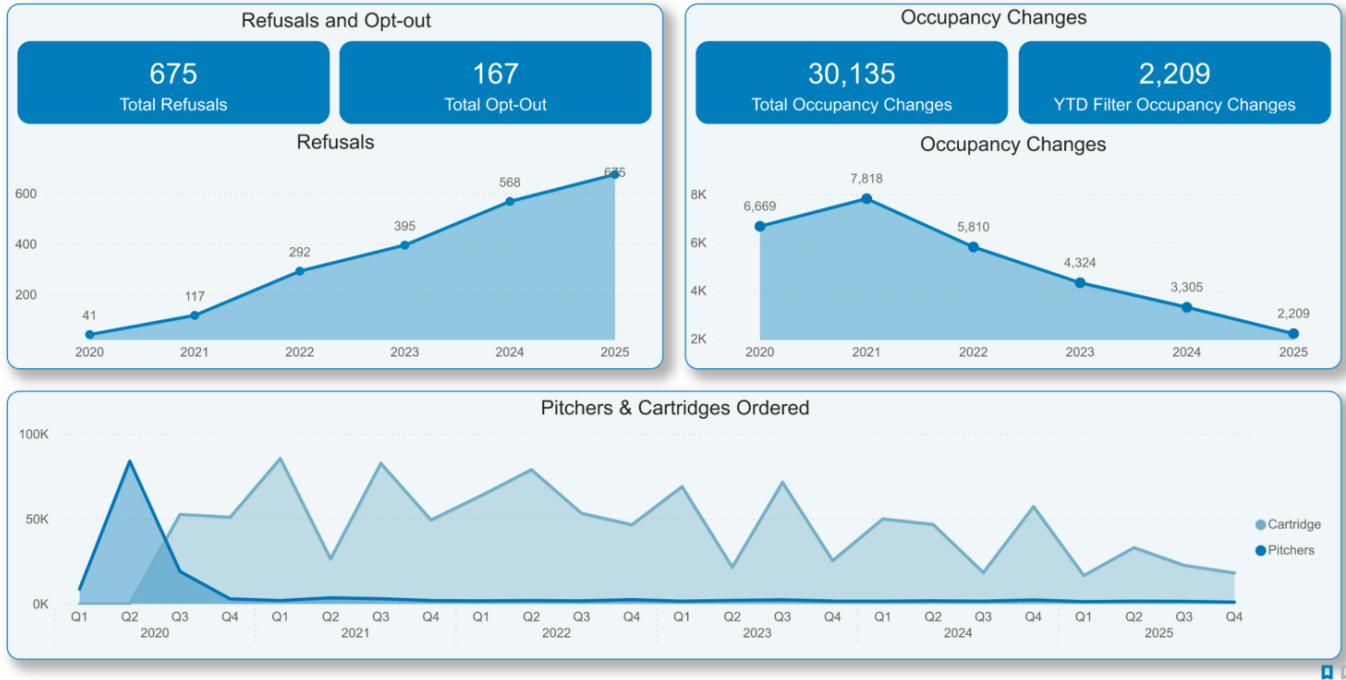 Refusals and Opt-out
675
Total Refusals
167
Total Opt-Out
Refusals
600
400
200
41
117
292
395
568
675
2020 2021 2022 2023 2024 2025
Occupancy Changes
30,135
Total Occupancy Changes
2,209
YTD Filter Occupancy Changes
Occupancy Changes
8K
6K
4K
2K
6,669
7,818
5,810
4,324
3,305
2,209
2020 2021 2022 2023 2024 2025
Pitchers & Cartridges Ordered
100K
50K
0K
Cartridge
Pitchers
Q1 Q2 Q3 Q4 Q1 Q2 Q3 Q4 Q1 Q2 Q3 Q4 Q1 Q2 Q3 Q4 Q1 Q2 Q3 Q4 Q1 Q2 Q3 Q4
2020 2021 2022 2023 2024 2025